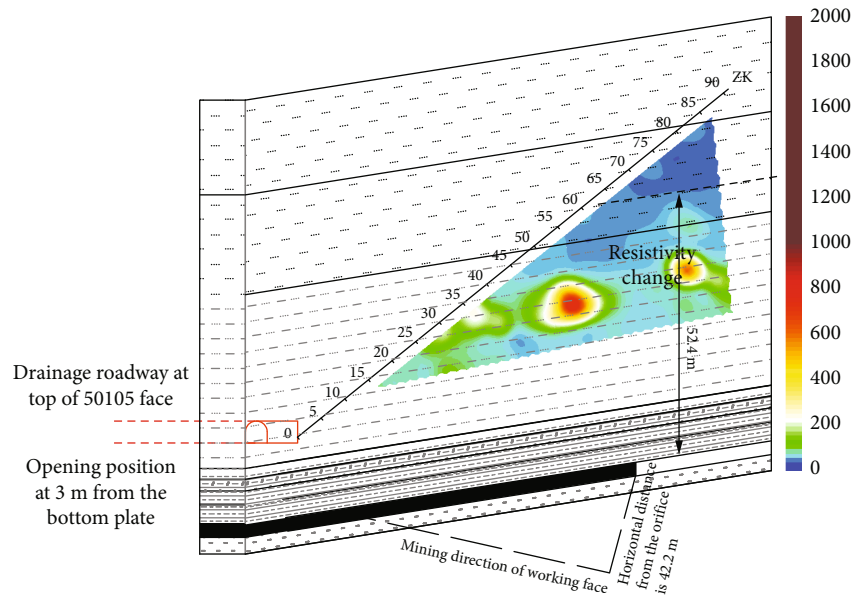 2000
1800
1600
1400
1200
1000
800
600
400
200
0
ZK
90
85
80
75
70
65
60
55
50
45
40
35
30
25
20
15
10
5
0
Resistivity
change
52.4 m
Drainage roadway at
top of 50105 face
Opening position
at 3 m from the
bottom plate
Mining direction of working face
Horizontal distance
from the orifice
is 42.2 m